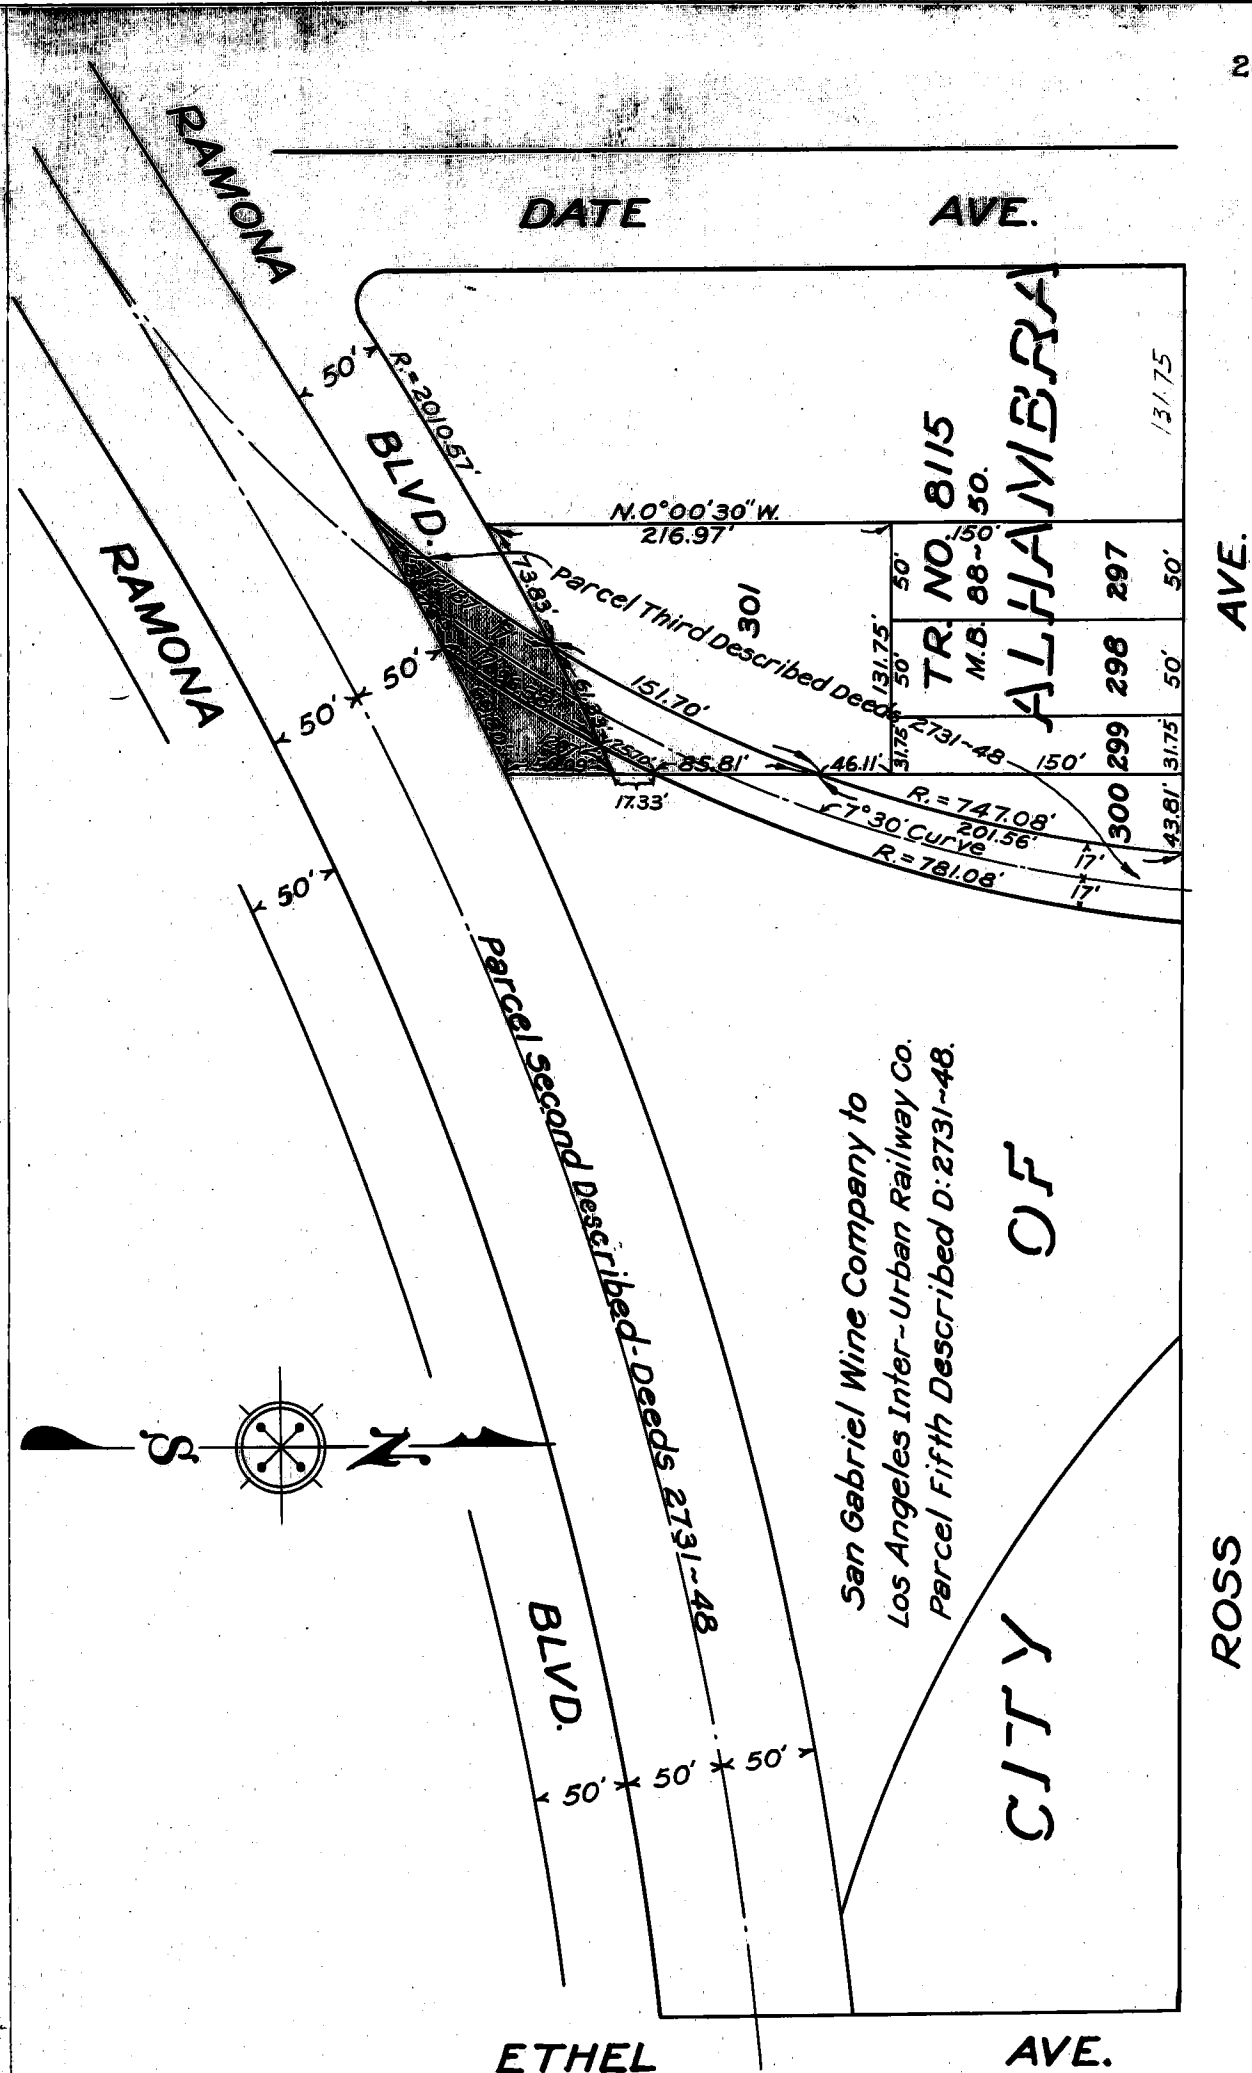 2
RAMONA
DATE AVE.
50'
R.=2010.57'
BLVD.
131.75
ALHAMBRA
TR. NO. 8115
M.B. 88~50.
N.0°00'30"W.
216.97'
150'
73.83'
Parcel Third Described Deeds 2731~48
301
50'
297
50'
AVE.
RAMONA
131.75'
50'
298
50'
50'
50'
151.70'
31.75'
299
31.75'
150'
85.81'
46.11'
17.33'
R.=747.08'
201.56'
7°30' Curve
R.=781.08'
300
43.81'
17'
17'
50'
Parcel Second Described-Deeds 2731~48
San Gabriel Wine Company to
Los Angeles Inter-Urban Railway Co.
Parcel Fifth Described D:2731~48.
OF
S
N
CITY
ROSS
BLVD.
50'
50'
50'
ETHEL AVE.